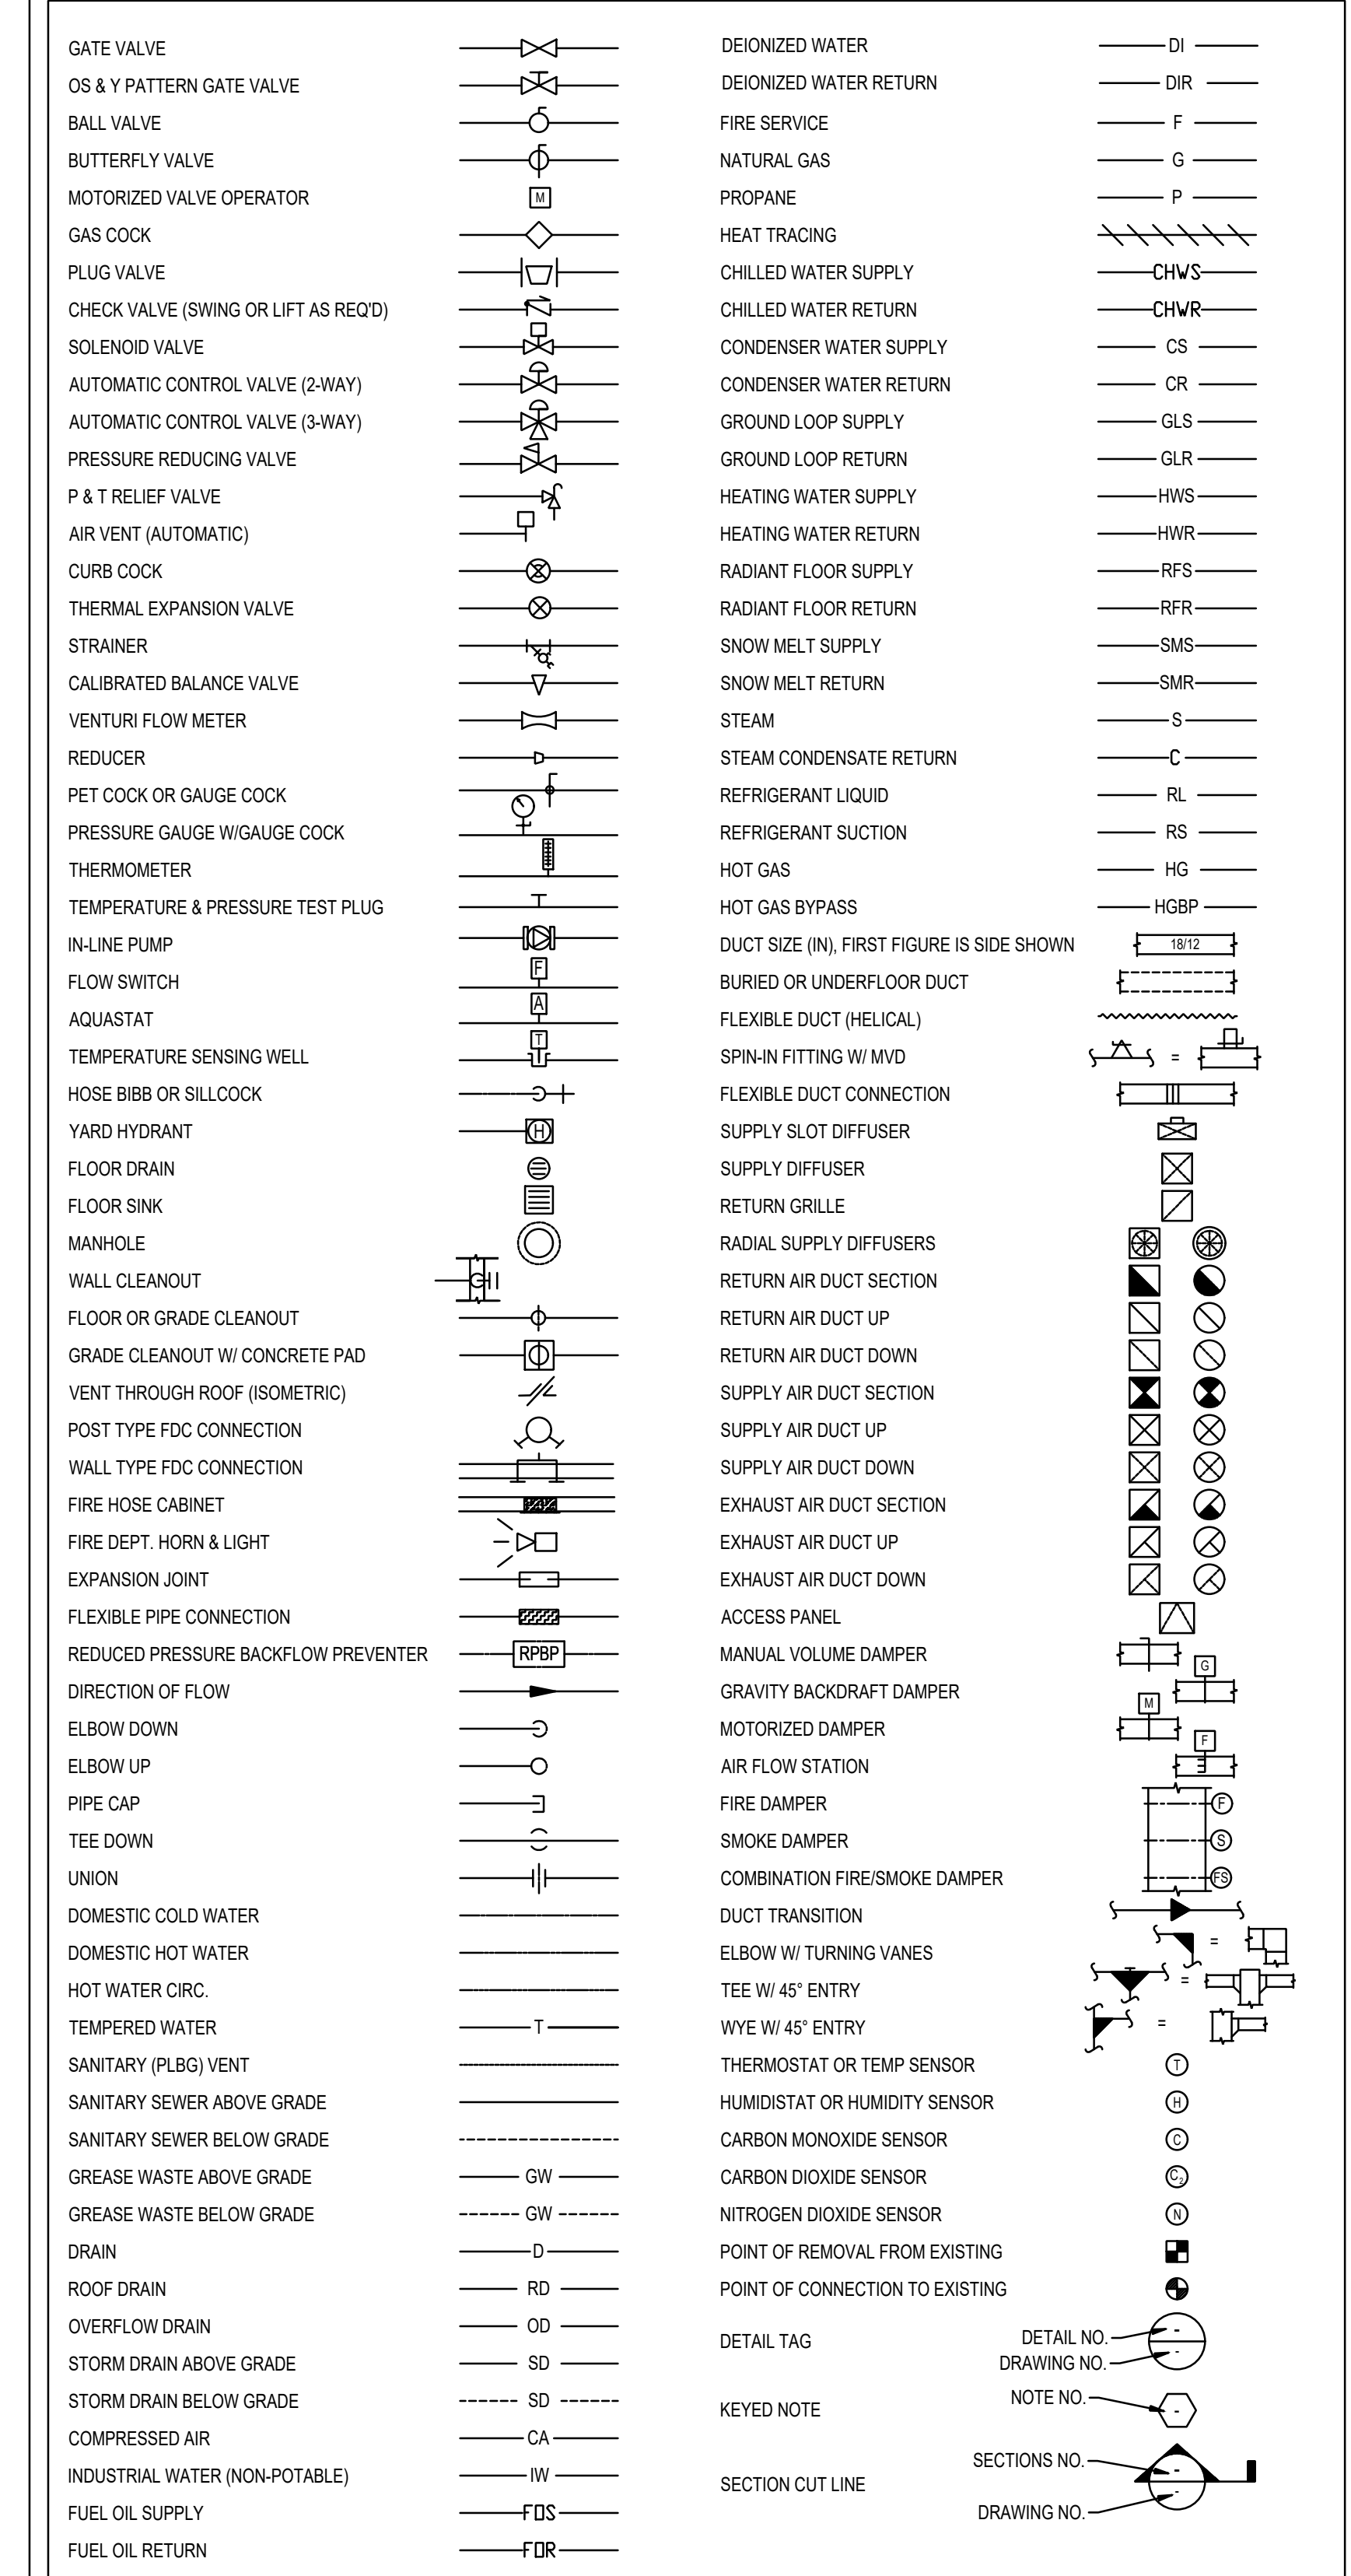 GATE VALVE
OS & Y PATTERN GATE VALVE
BALL VALVE
BUTTERFLY VALVE
MOTORIZED VALVE OPERATOR M
GAS COCK
PLUG VALVE
CHECK VALVE (SWING OR LIFT AS REQ'D)
SOLENOID VALVE
AUTOMATIC CONTROL VALVE (2-WAY)
AUTOMATIC CONTROL VALVE (3-WAY)
PRESSURE REDUCING VALVE
P & T RELIEF VALVE
AIR VENT (AUTOMATIC)
CURB COCK
THERMAL EXPANSION VALVE
STRAINER
CALIBRATED BALANCE VALVE
VENTURI FLOW METER
REDUCER
PET COCK OR GAUGE COCK
PRESSURE GAUGE W/GAUGE COCK
THERMOMETER
TEMPERATURE & PRESSURE TEST PLUG
IN-LINE PUMP
FLOW SWITCH F
AQUASTAT A
TEMPERATURE SENSING WELL T
HOSE BIBB OR SILLCOCK
YARD HYDRANT H
FLOOR DRAIN
FLOOR SINK
MANHOLE
WALL CLEANOUT
FLOOR OR GRADE CLEANOUT
GRADE CLEANOUT W/ CONCRETE PAD
VENT THROUGH ROOF (ISOMETRIC)
POST TYPE FDC CONNECTION
WALL TYPE FDC CONNECTION
FIRE HOSE CABINET
FIRE DEPT. HORN & LIGHT
EXPANSION JOINT
FLEXIBLE PIPE CONNECTION
REDUCED PRESSURE BACKFLOW PREVENTER RPBP
DIRECTION OF FLOW
ELBOW DOWN
ELBOW UP
PIPE CAP
TEE DOWN
UNION
DOMESTIC COLD WATER
DOMESTIC HOT WATER
HOT WATER CIRC.
TEMPERED WATER T
SANITARY (PLBG) VENT
SANITARY SEWER ABOVE GRADE
SANITARY SEWER BELOW GRADE
GREASE WASTE ABOVE GRADE GW
GREASE WASTE BELOW GRADE GW
DRAIN D
ROOF DRAIN RD
OVERFLOW DRAIN OD
STORM DRAIN ABOVE GRADE SD
STORM DRAIN BELOW GRADE SD
COMPRESSED AIR CA
INDUSTRIAL WATER (NON-POTABLE) IW
FUEL OIL SUPPLY FOS
FUEL OIL RETURN FOR
DEIONIZED WATER DI
DEIONIZED WATER RETURN DIR
FIRE SERVICE F
NATURAL GAS G
PROPANE P
HEAT TRACING
CHILLED WATER SUPPLY CHWS
CHILLED WATER RETURN CHWR
CONDENSER WATER SUPPLY CS
CONDENSER WATER RETURN CR
GROUND LOOP SUPPLY GLS
GROUND LOOP RETURN GLR
HEATING WATER SUPPLY HWS
HEATING WATER RETURN HWR
RADIANT FLOOR SUPPLY RFS
RADIANT FLOOR RETURN RFR
SNOW MELT SUPPLY SMS
SNOW MELT RETURN SMR
STEAM S
STEAM CONDENSATE RETURN C
REFRIGERANT LIQUID RL
REFRIGERANT SUCTION RS
HOT GAS HG
HOT GAS BYPASS HGBP
DUCT SIZE (IN), FIRST FIGURE IS SIDE SHOWN 18/12
BURIED OR UNDERFLOOR DUCT
FLEXIBLE DUCT (HELICAL)
SPIN-IN FITTING W/ MVD =
FLEXIBLE DUCT CONNECTION
SUPPLY SLOT DIFFUSER
SUPPLY DIFFUSER
RETURN GRILLE
RADIAL SUPPLY DIFFUSERS
RETURN AIR DUCT SECTION
RETURN AIR DUCT UP
RETURN AIR DUCT DOWN
SUPPLY AIR DUCT SECTION
SUPPLY AIR DUCT UP
SUPPLY AIR DUCT DOWN
EXHAUST AIR DUCT SECTION
EXHAUST AIR DUCT UP
EXHAUST AIR DUCT DOWN
ACCESS PANEL
MANUAL VOLUME DAMPER
GRAVITY BACKDRAFT DAMPER G
MOTORIZED DAMPER M
AIR FLOW STATION F
FIRE DAMPER F
SMOKE DAMPER S
COMBINATION FIRE/SMOKE DAMPER FS
DUCT TRANSITION
ELBOW W/ TURNING VANES =
TEE W/ 45° ENTRY =
WYE W/ 45° ENTRY =
THERMOSTAT OR TEMP SENSOR T
HUMIDISTAT OR HUMIDITY SENSOR H
CARBON MONOXIDE SENSOR C
CARBON DIOXIDE SENSOR C2
NITROGEN DIOXIDE SENSOR N
POINT OF REMOVAL FROM EXISTING
POINT OF CONNECTION TO EXISTING
DETAIL TAG
DETAIL NO. -
DRAWING NO. -
KEYED NOTE
NOTE NO. -
SECTION CUT LINE
SECTIONS NO. -
DRAWING NO. -